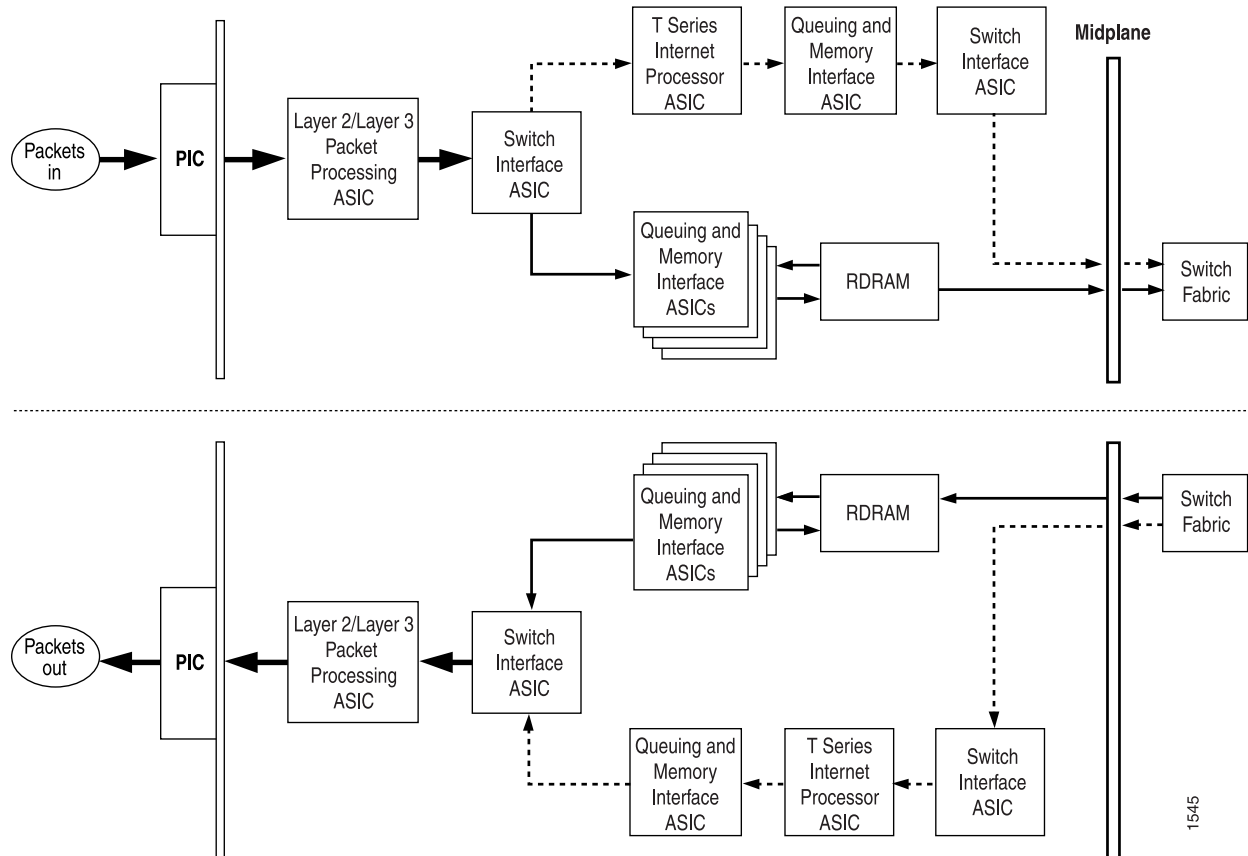 T Series
Internet
Processor
ASIC
Queuing and
Memory
Interface
ASIC
Switch
Interface
ASIC
Midplane
Packets
in
PIC
Layer 2/Layer 3
Packet
Processing
ASIC
Switch
Interface
ASIC
Queuing and
Memory
Interface
ASICs
RDRAM
Switch
Fabric
Queuing and
Memory
Interface
ASICs
RDRAM
Switch
Fabric
Packets
out
PIC
Layer 2/Layer 3
Packet
Processing
ASIC
Switch
Interface
ASIC
Queuing and
Memory
Interface
ASIC
T Series
Internet
Processor
ASIC
Switch
Interface
ASIC
1545